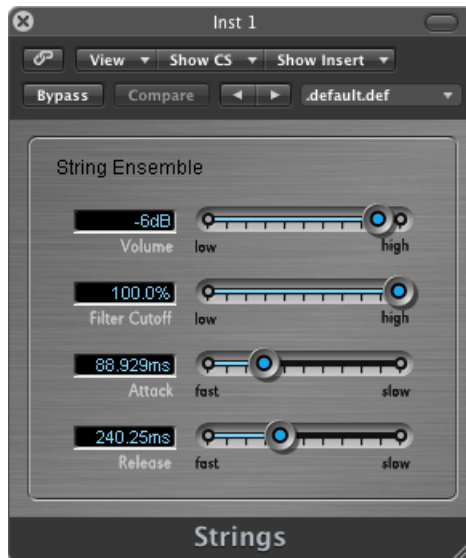 Inst 1
View Show CS Show Insert
Bypass Compare .default.def
String Ensemble
-6dB
Volume low high
100.0%
Filter Cutoff low high
88.929ms
Attack fast slow
240.25ms
Release fast slow
Strings